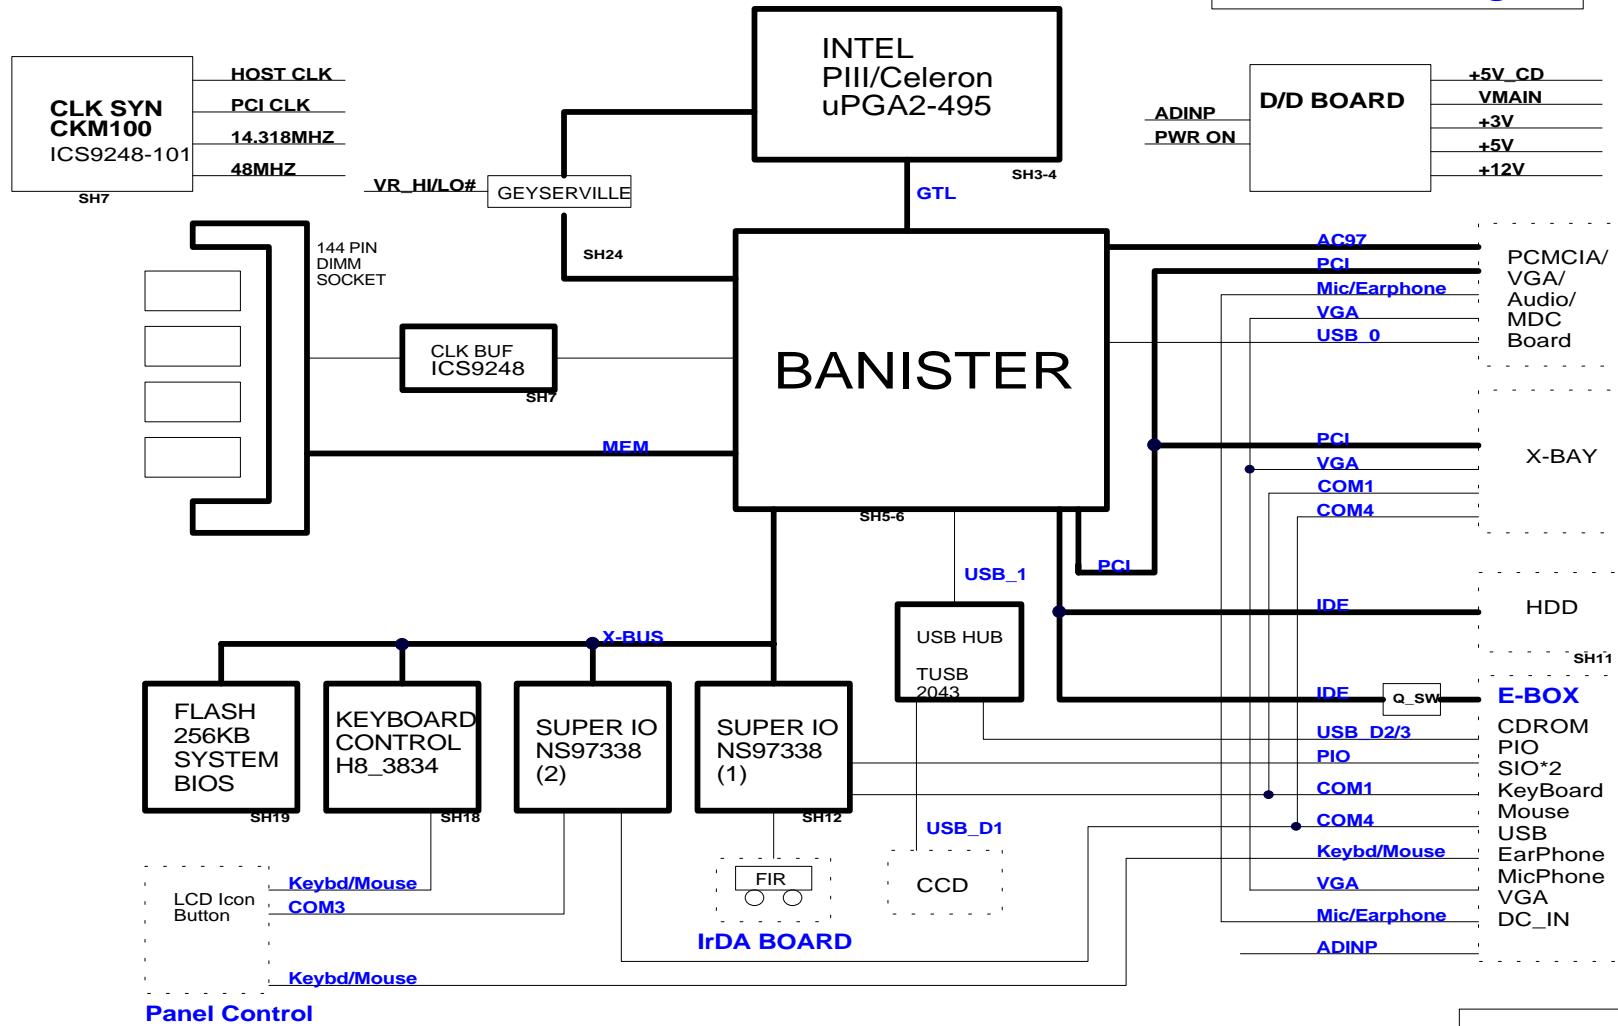 INTEL
PIII/Celeron
uPGA2-495
SH3-4
CLK SYN
CKM100
ICS9248-101
SH7
HOST CLK
PCI CLK
14.318MHZ
48MHZ
VR_HI/LO#
GEYSERVILLE
SH24
GTL
ADINP
PWR ON
D/D BOARD
+5V_CD
VMAIN
+3V
+5V
+12V
144 PIN
DIMM
SOCKET
CLK BUF
ICS9248
SH7
MEM
BANISTER
SH5-6
AC97
PCI
Mic/Earphone
VGA
USB_0
PCMCIA/
VGA/
Audio/
MDC
Board
PCI
VGA
COM1
COM4
X-BAY
PCI
USB_1
USB HUB
TUSB
2043
IDE
HDD
SH11
X-BUS
FLASH
256KB
SYSTEM
BIOS
SH19
KEYBOARD
CONTROL
H8_3834
SH18
SUPER IO
NS97338
(2)
SUPER IO
NS97338
(1)
SH12
IDE
Q_SW
USB_D2/3
PIO
COM1
COM4
Keybd/Mouse
VGA
Mic/Earphone
ADINP
E-BOX
CDROM
PIO
SIO*2
KeyBoard
Mouse
USB
EarPhone
MicPhone
VGA
DC_IN
USB_D1
CCD
FIR
IrDA BOARD
LCD Icon
Button
Keybd/Mouse
COM3
Keybd/Mouse
Panel Control